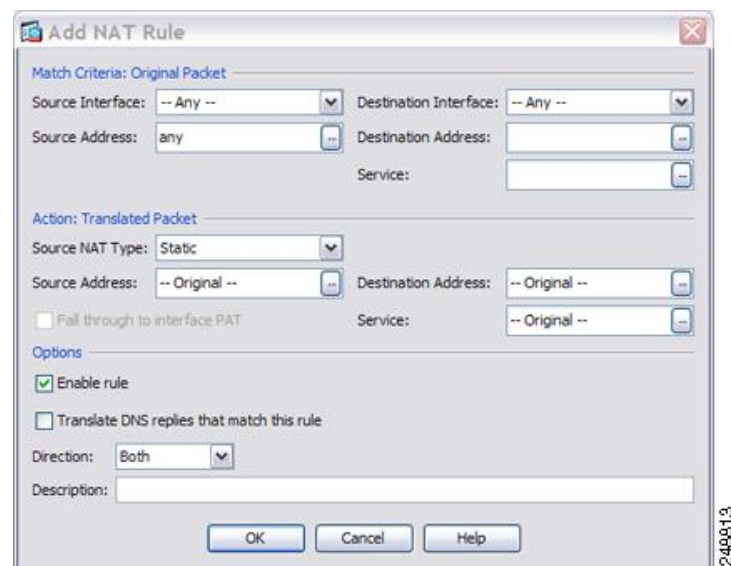 Add NAT Rule
Match Criteria: Original Packet
Source Interface: -- Any -- Destination Interface: -- Any --
Source Address: any ... Destination Address: ...
Service: ...
Action: Translated Packet
Source NAT Type: Static
Source Address: -- Original -- ... Destination Address: -- Original -- ...
Fall through to interface PAT Service: -- Original -- ...
Options
Enable rule
Translate DNS replies that match this rule
Direction: Both
Description:
OK Cancel Help
248813